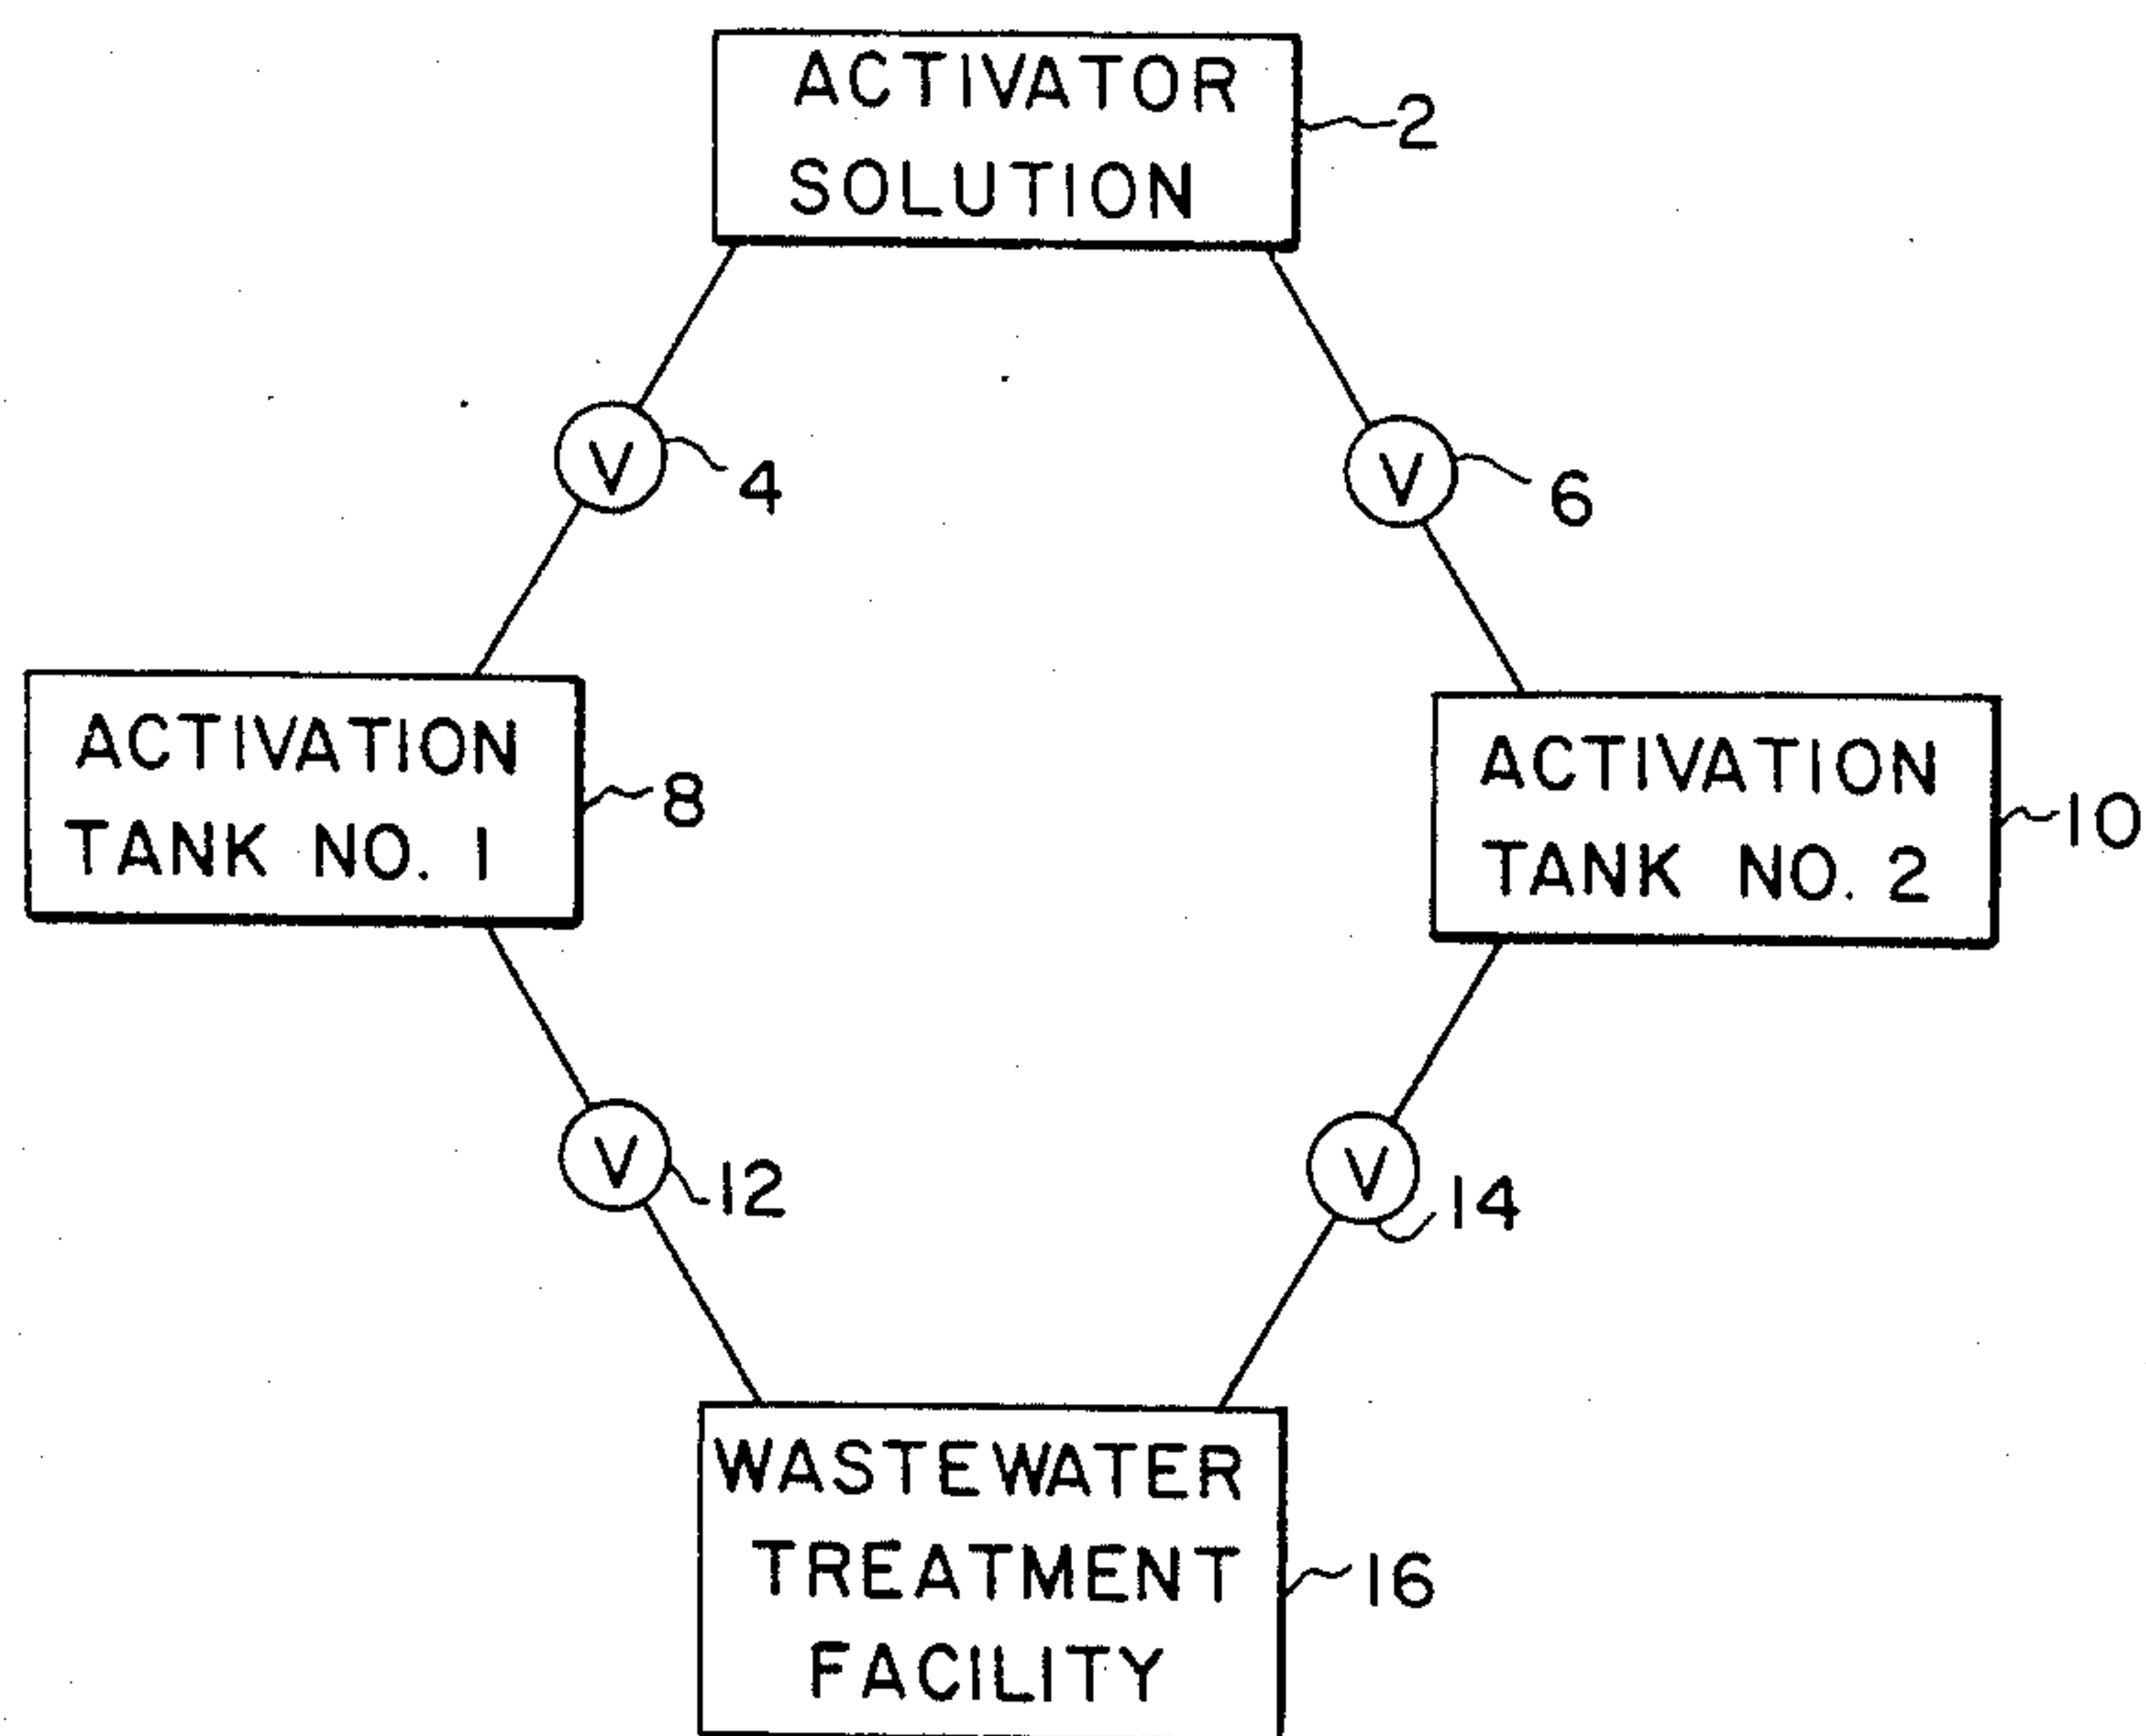 ACTIVATOR
SOLUTION
2
V
4
V
6
ACTIVATION
TANK NO. 1
8
ACTIVATION
TANK NO. 2
10
V
12
V
14
WASTEWATER
TREATMENT
FACILITY
16